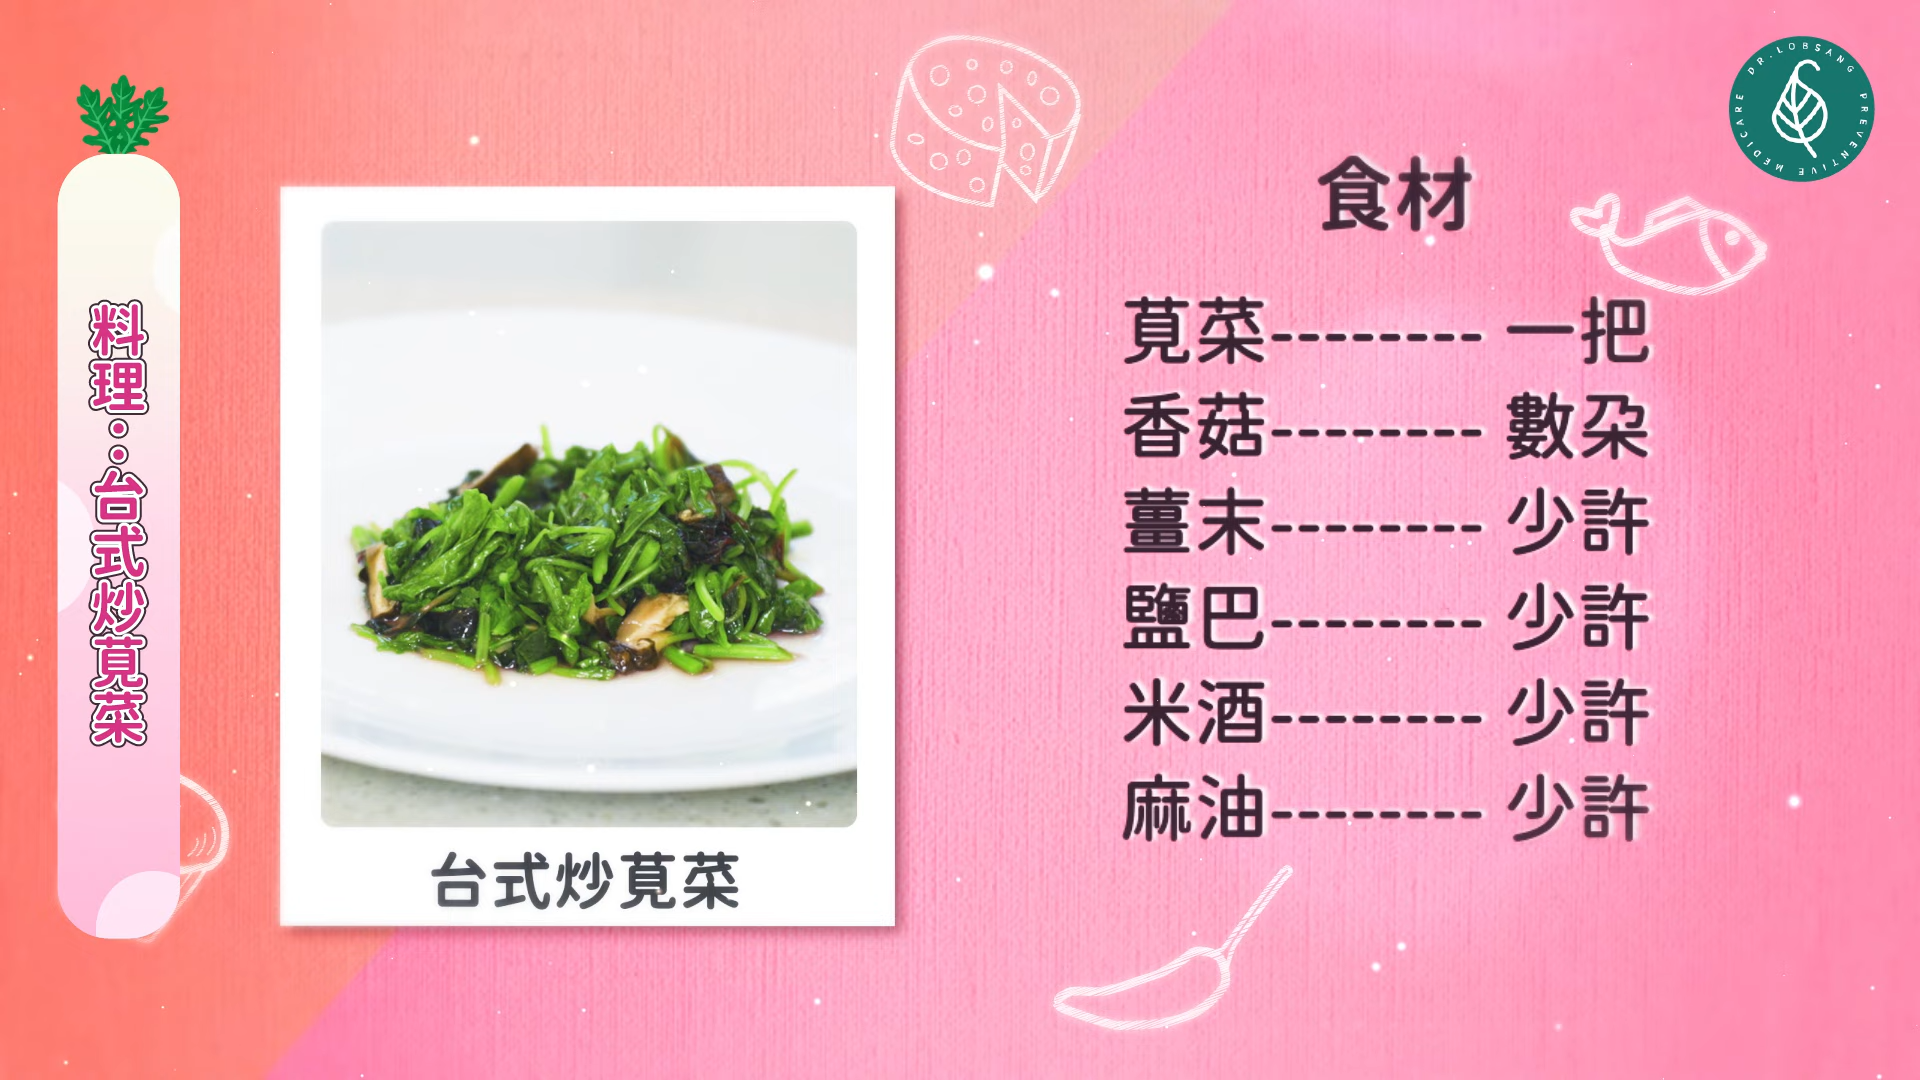 料理：台式炒莧菜
台式炒莧菜
食材
莧菜-------- 一把
香菇-------- 數朵
薑末-------- 少許
鹽巴-------- 少許
米酒-------- 少許
麻油-------- 少許
DR. LOBSANG PREVENTIVE MEDICARE